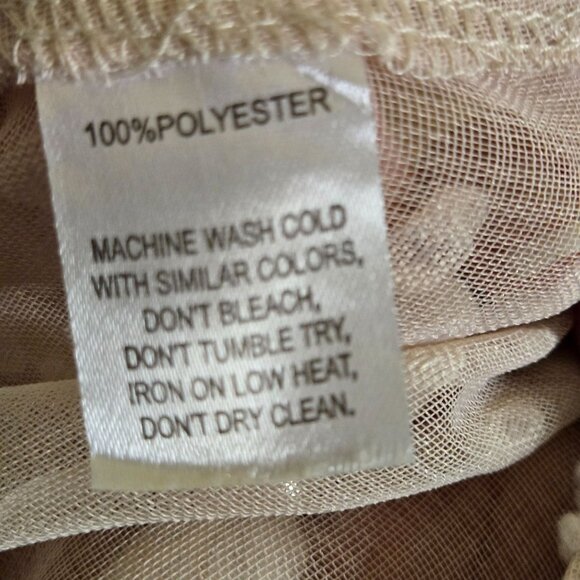 100%POLYESTER
MACHINE WASH COLD
WITH SIMILAR COLORS,
DON'T BLEACH,
DON'T TUMBLE TRY,
IRON ON LOW HEAT,
DON'T DRY CLEAN.